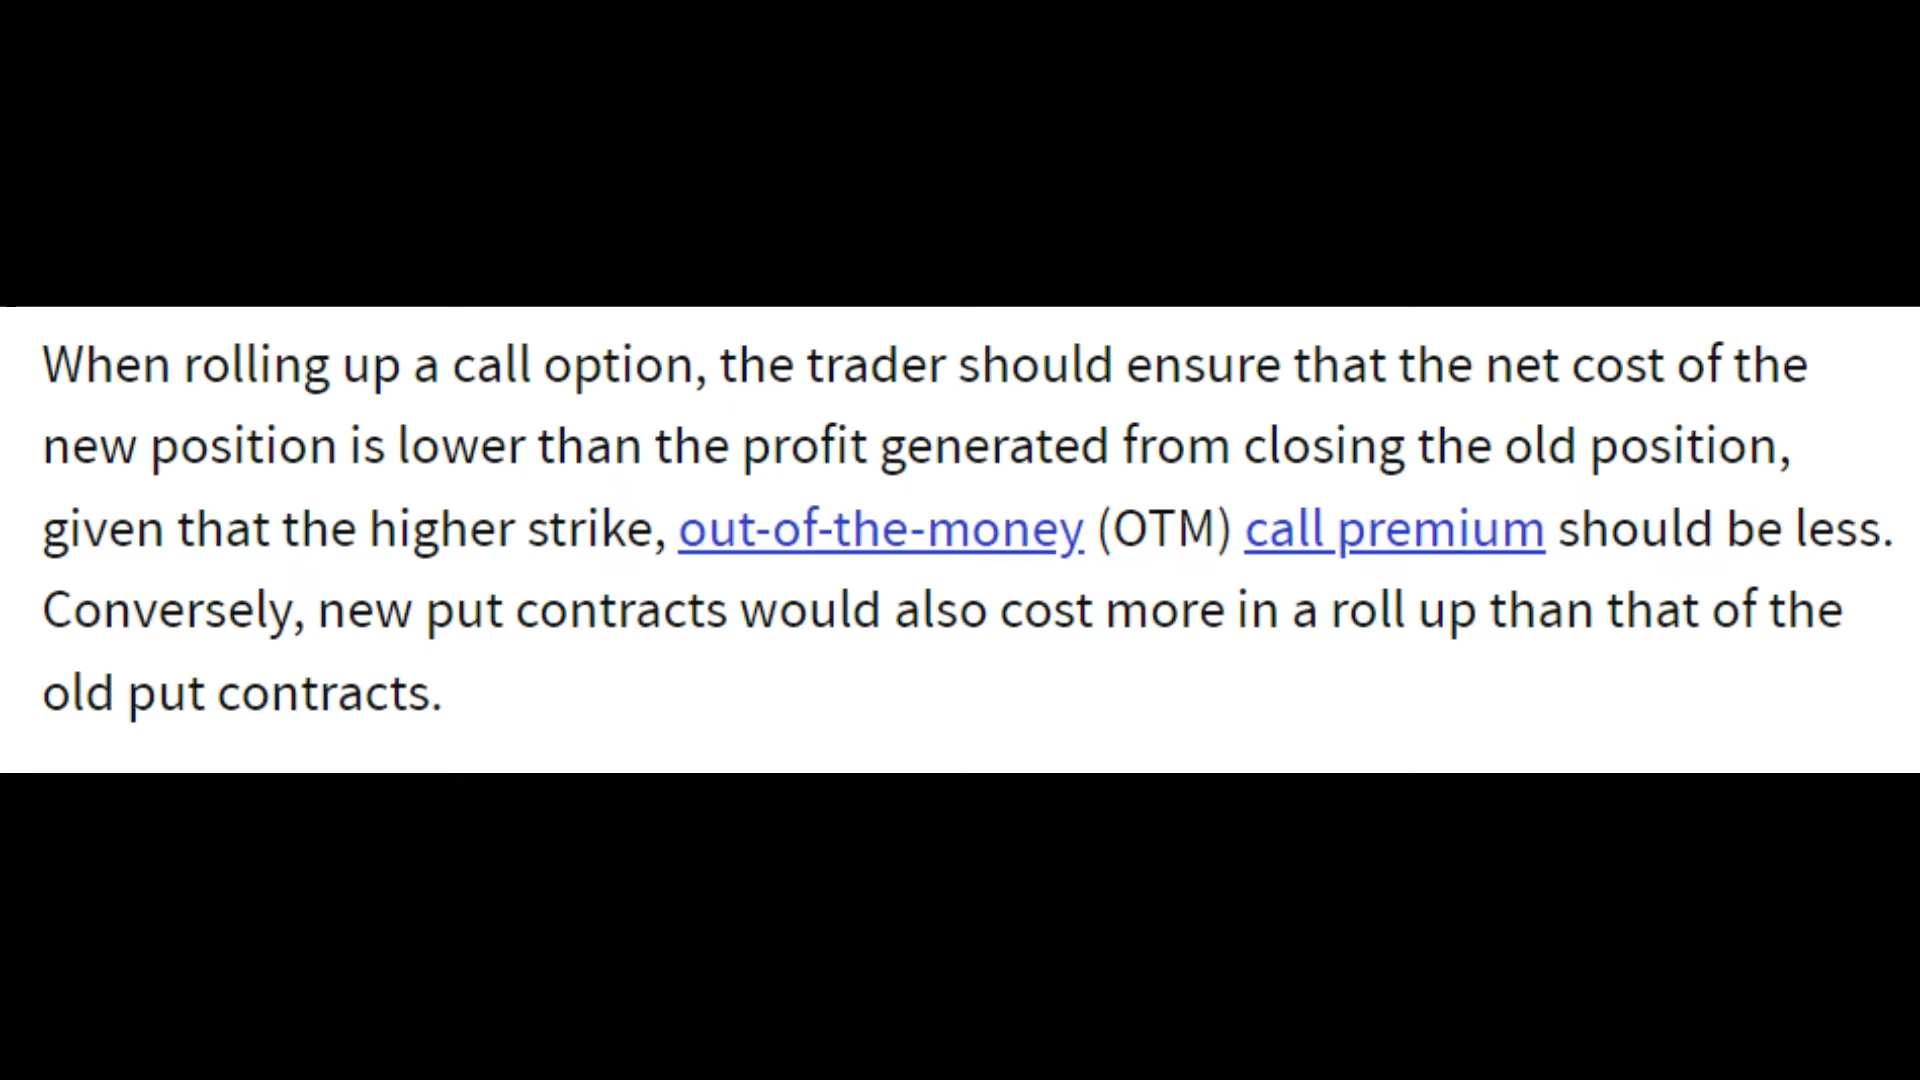 When rolling up a call option, the trader should ensure that the net cost of the
new position is lower than the profit generated from closing the old position,
given that the higher strike, out-of-the-money (OTM) call premium should be less.
Conversely, new put contracts would also cost more in a roll up than that of the
old put contracts.